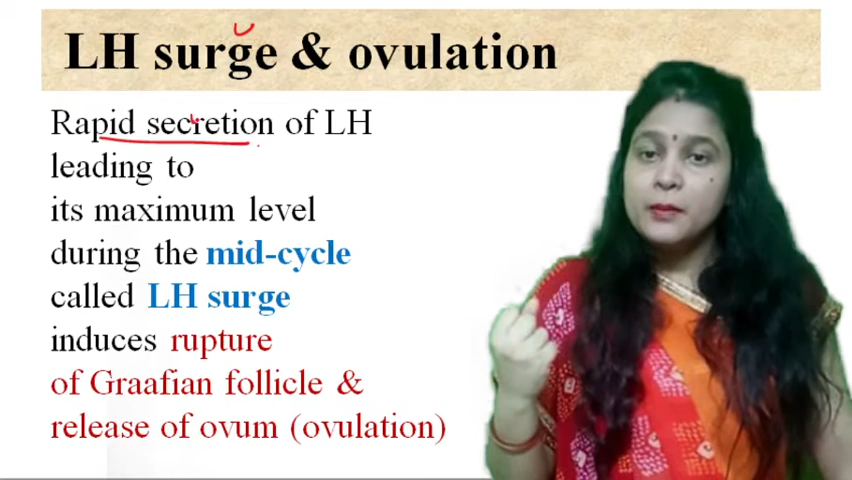 LH surge & ovulation
Rapid secretion of LH
leading to
its maximum level
during the mid-cycle
called LH surge
induces rupture
of Graafian follicle &
release of ovum (ovulation)